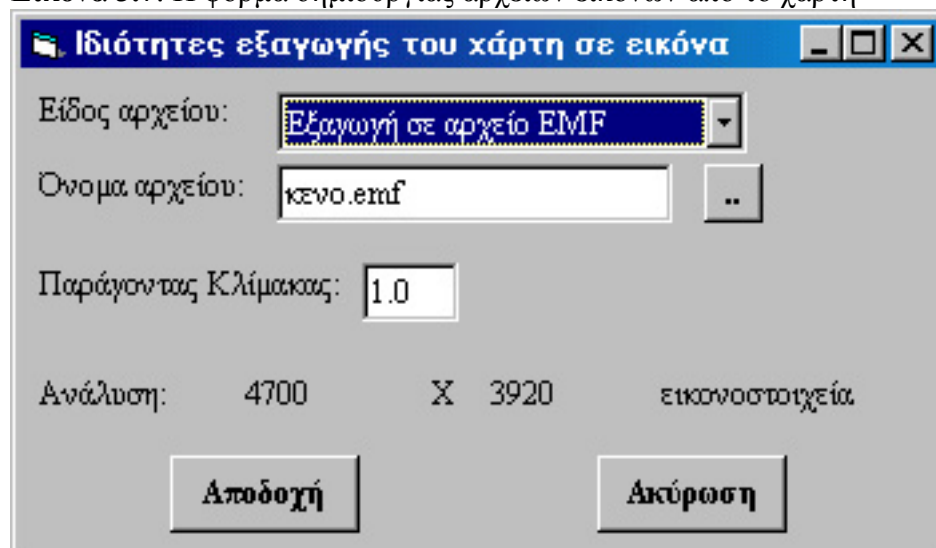 Ιδιότητες εξαγωγής του χάρτη σε εικόνα
Είδος αρχείου: Εξαγωγή σε αρχείο EMF
Όνομα αρχείου: κενο.emf ..
Παράγοντας Κλίμακας: 1.0
Ανάλυση: 4700 X 3920 εικονοστοιχεία
Αποδοχή Ακύρωση